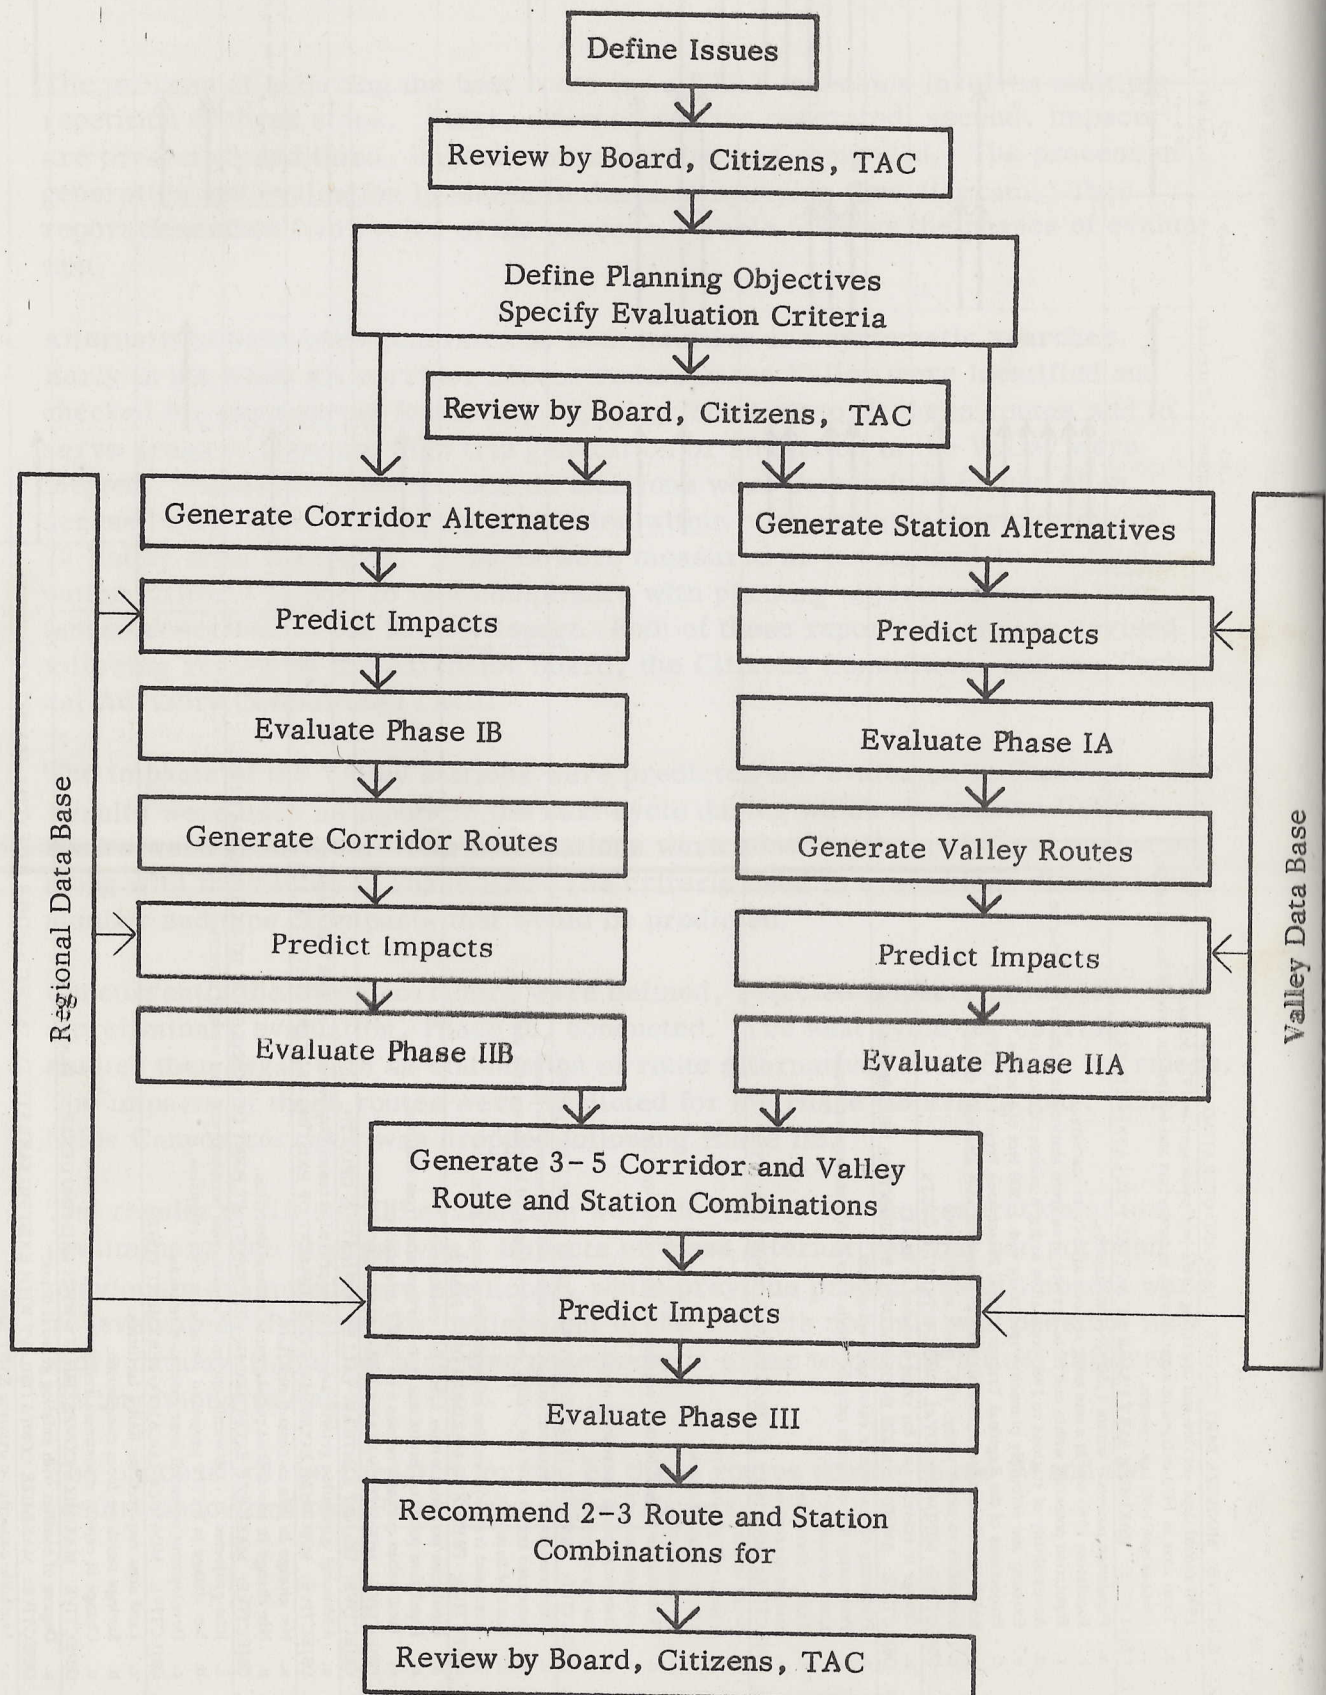 Define Issues
Review by Board, Citizens, TAC
Define Planning Objectives
Specify Evaluation Criteria
Review by Board, Citizens, TAC
Generate Corridor Alternates
Generate Station Alternatives
Predict Impacts
Predict Impacts
Evaluate Phase IB
Evaluate Phase IA
Generate Corridor Routes
Generate Valley Routes
Predict Impacts
Predict Impacts
Evaluate Phase IIB
Evaluate Phase IIA
Regional Data Base
Valley Data Base
Generate 3-5 Corridor and Valley
Route and Station Combinations
Predict Impacts
Evaluate Phase III
Recommend 2-3 Route and Station
Combinations for
Review by Board, Citizens, TAC